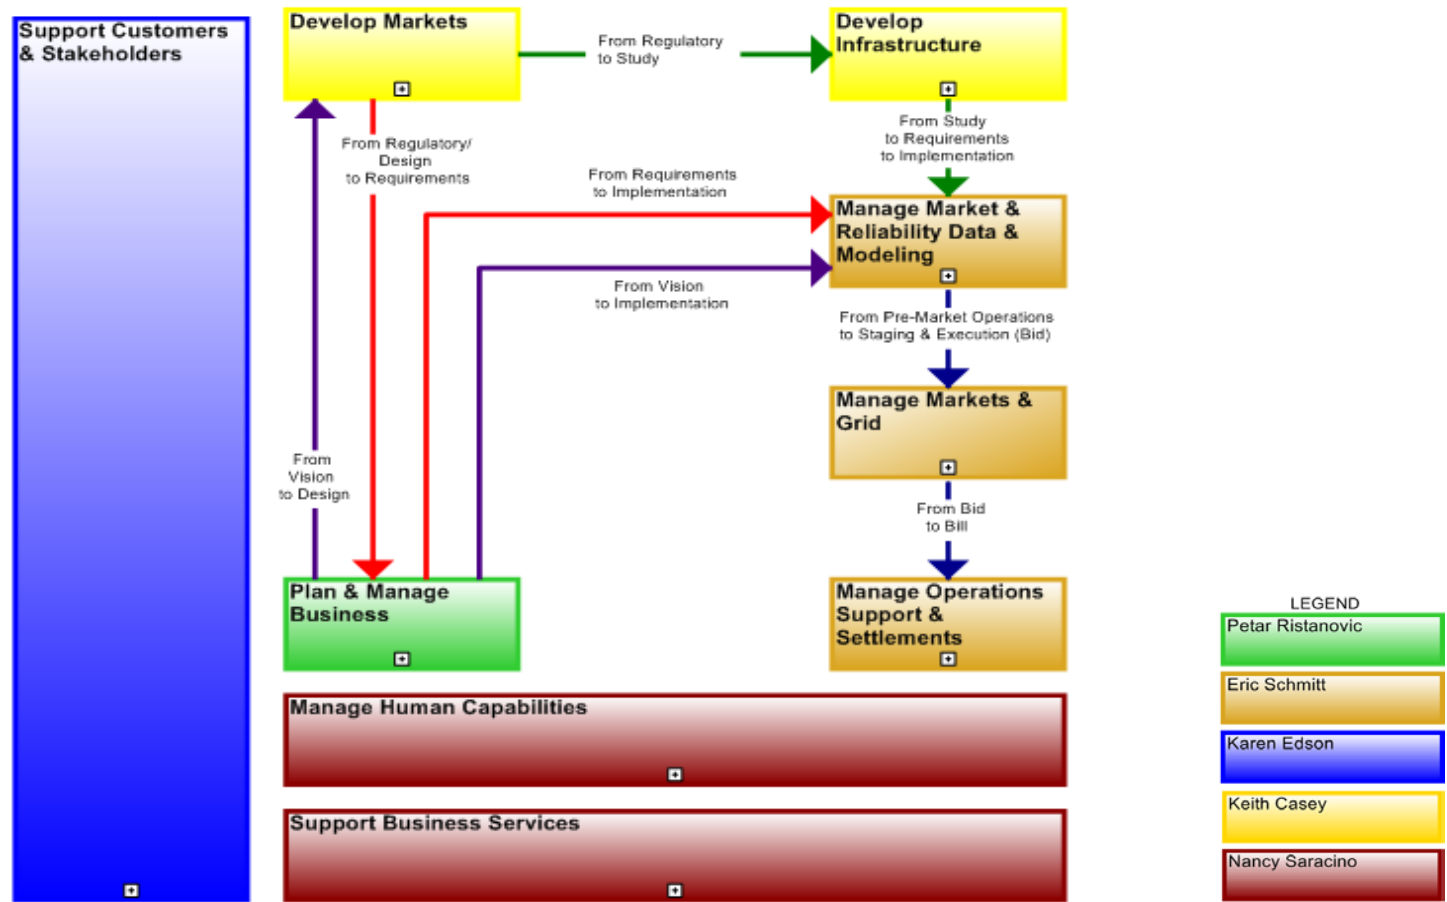 Support Customers
& Stakeholders
Develop Markets
From Regulatory
to Study
Develop
Infrastructure
From Regulatory/
Design
to Requirements
From Study
to Requirements
to Implementation
From Requirements
to Implementation
Manage Market &
Reliability Data &
Modeling
From Vision
to Implementation
From Pre-Market Operations
to Staging & Execution (Bid)
Manage Markets &
Grid
From
Vision
to Design
From Bid
to Bill
Plan & Manage
Business
Manage Operations
Support &
Settlements
Manage Human Capabilities
Support Business Services
LEGEND
Petar Ristanovic
Eric Schmitt
Karen Edson
Keith Casey
Nancy Saracino